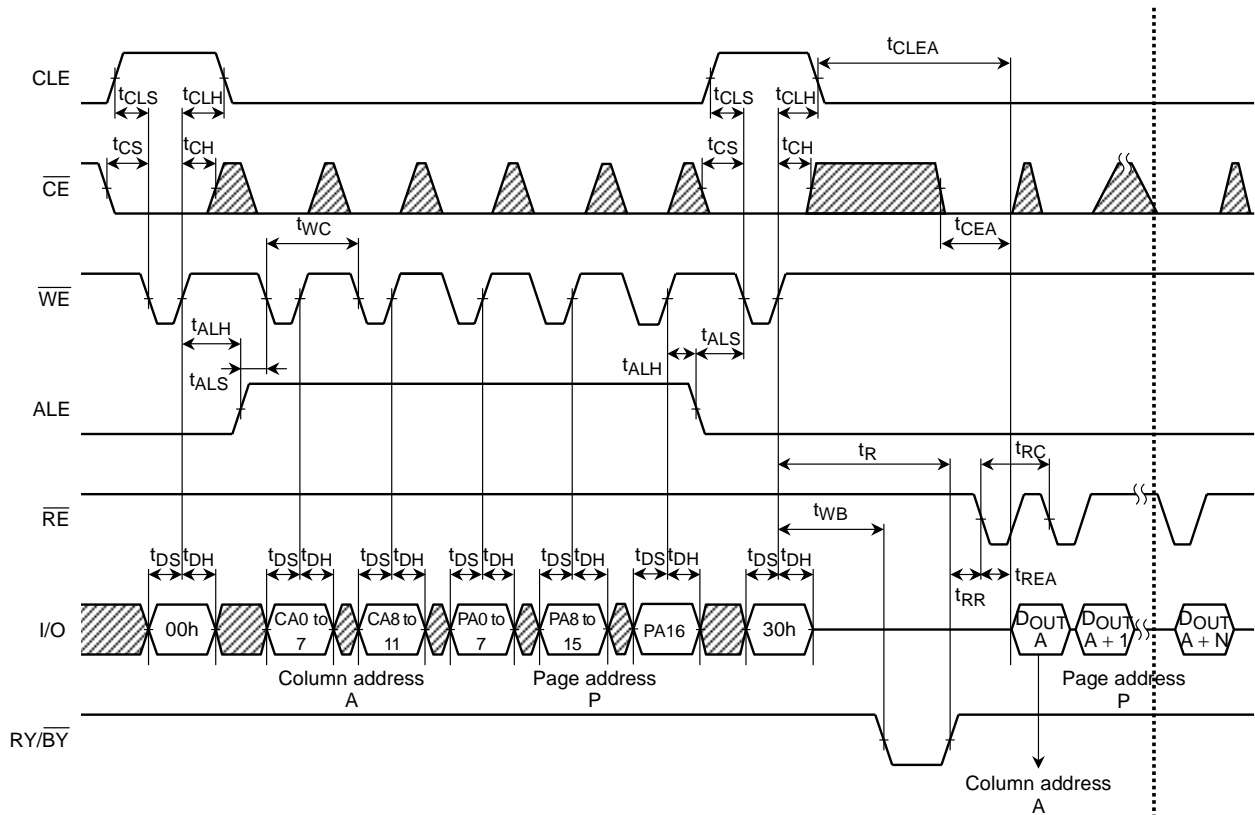 tCLEA
CLE
tCLS
tCLH
tCLS
tCLH
tCS
tCH
tCS
tCH
CE
tCEA
tWC
WE
tALH
tALS
tALH
tALS
ALE
tR
tRC
RE
tWB
tDS tDH
tDS tDH
tDS tDH
tDS tDH
tDS tDH
tDS tDH
tDS tDH
tREA
tRR
I/O
00h
CA0 to
7
CA8 to
11
PA0 to
7
PA8 to
15
PA16
30h
DOUT
A
DOUT
A + 1
DOUT
A + N
Column address
A
Page address
P
Page address
P
RY/BY
Column address
A